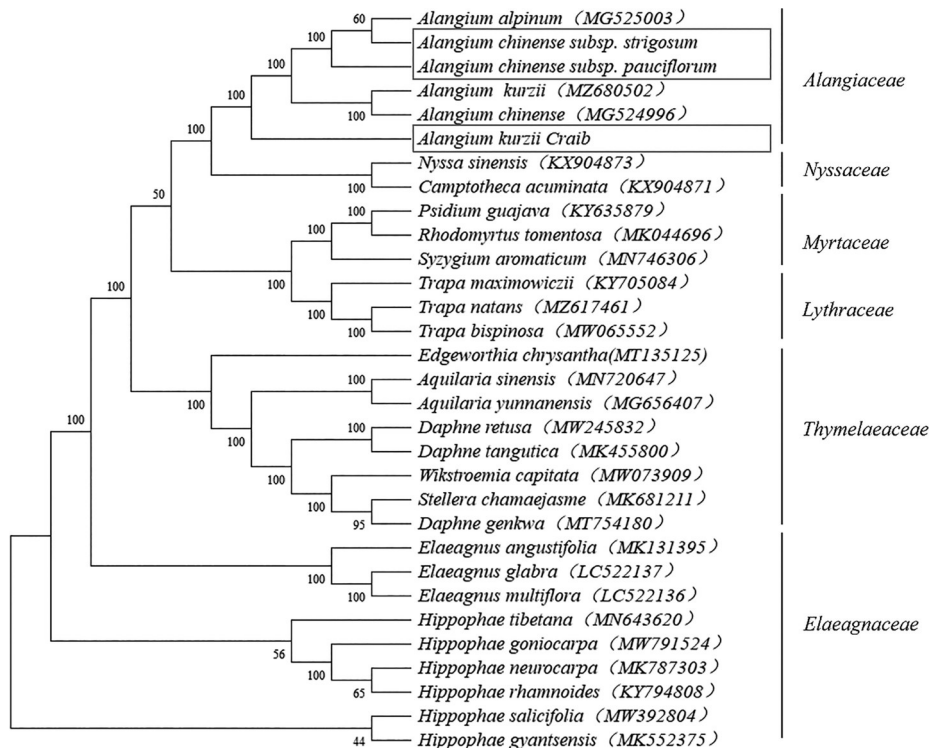 60
Alangium alpinum（MG525003）
100
Alangium chinense subsp. strigosum
100
Alangium chinense subsp. pauciflorum
100
Alangium kurzii（MZ680502）
Alangiaceae
100
100
Alangium chinense（MG524996）
100
Alangium kurzii Craib
Nyssa sinensis（KX904873）
Nyssaceae
100
Camptotheca acuminata（KX904871）
50
100
Psidium guajava（KY635879）
100
Rhodomyrtus tomentosa（MK044696）
Myrtaceae
Syzygium aromaticum（MN746306）
100
Trapa maximowiczii（KY705084）
100
100
Trapa natans（MZ617461）
Lythraceae
100
Trapa bispinosa（MW065552）
Edgeworthia chrysantha(MT135125)
100
Aquilaria sinensis（MN720647）
100
Aquilaria yunnanensis（MG656407）
100
100
Daphne retusa（MW245832）
Thymelaeaceae
100
Daphne tangutica（MK455800）
100
Wikstroemia capitata（MW073909）
100
Stellera chamaejasme（MK681211）
95
Daphne genkwa（MT754180）
Elaeagnus angustifolia（MK131395）
100
Elaeagnus glabra（LC522137）
100
Elaeagnus multiflora（LC522136）
Hippophae tibetana（MN643620）
Elaeagnaceae
56
Hippophae goniocarpa（MW791524）
100
Hippophae neurocarpa（MK787303）
65
Hippophae rhamnoides（KY794808）
Hippophae salicifolia（MW392804）
44
Hippophae gyantsensis（MK552375）